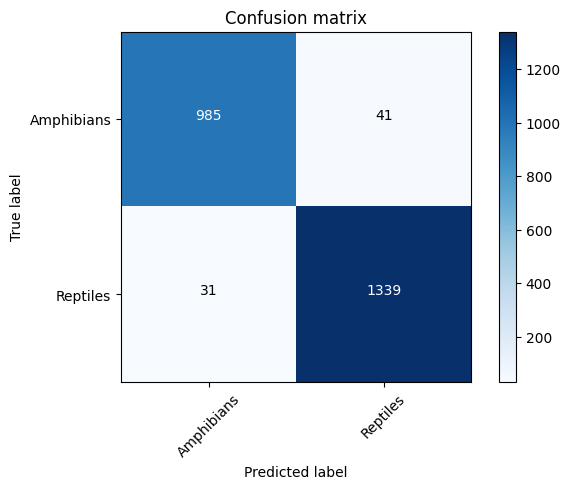 Confusion matrix
True label
Amphibians
985
41
Reptiles
31
1339
Amphibians
Reptiles
Predicted label
1200
1000
800
600
400
200